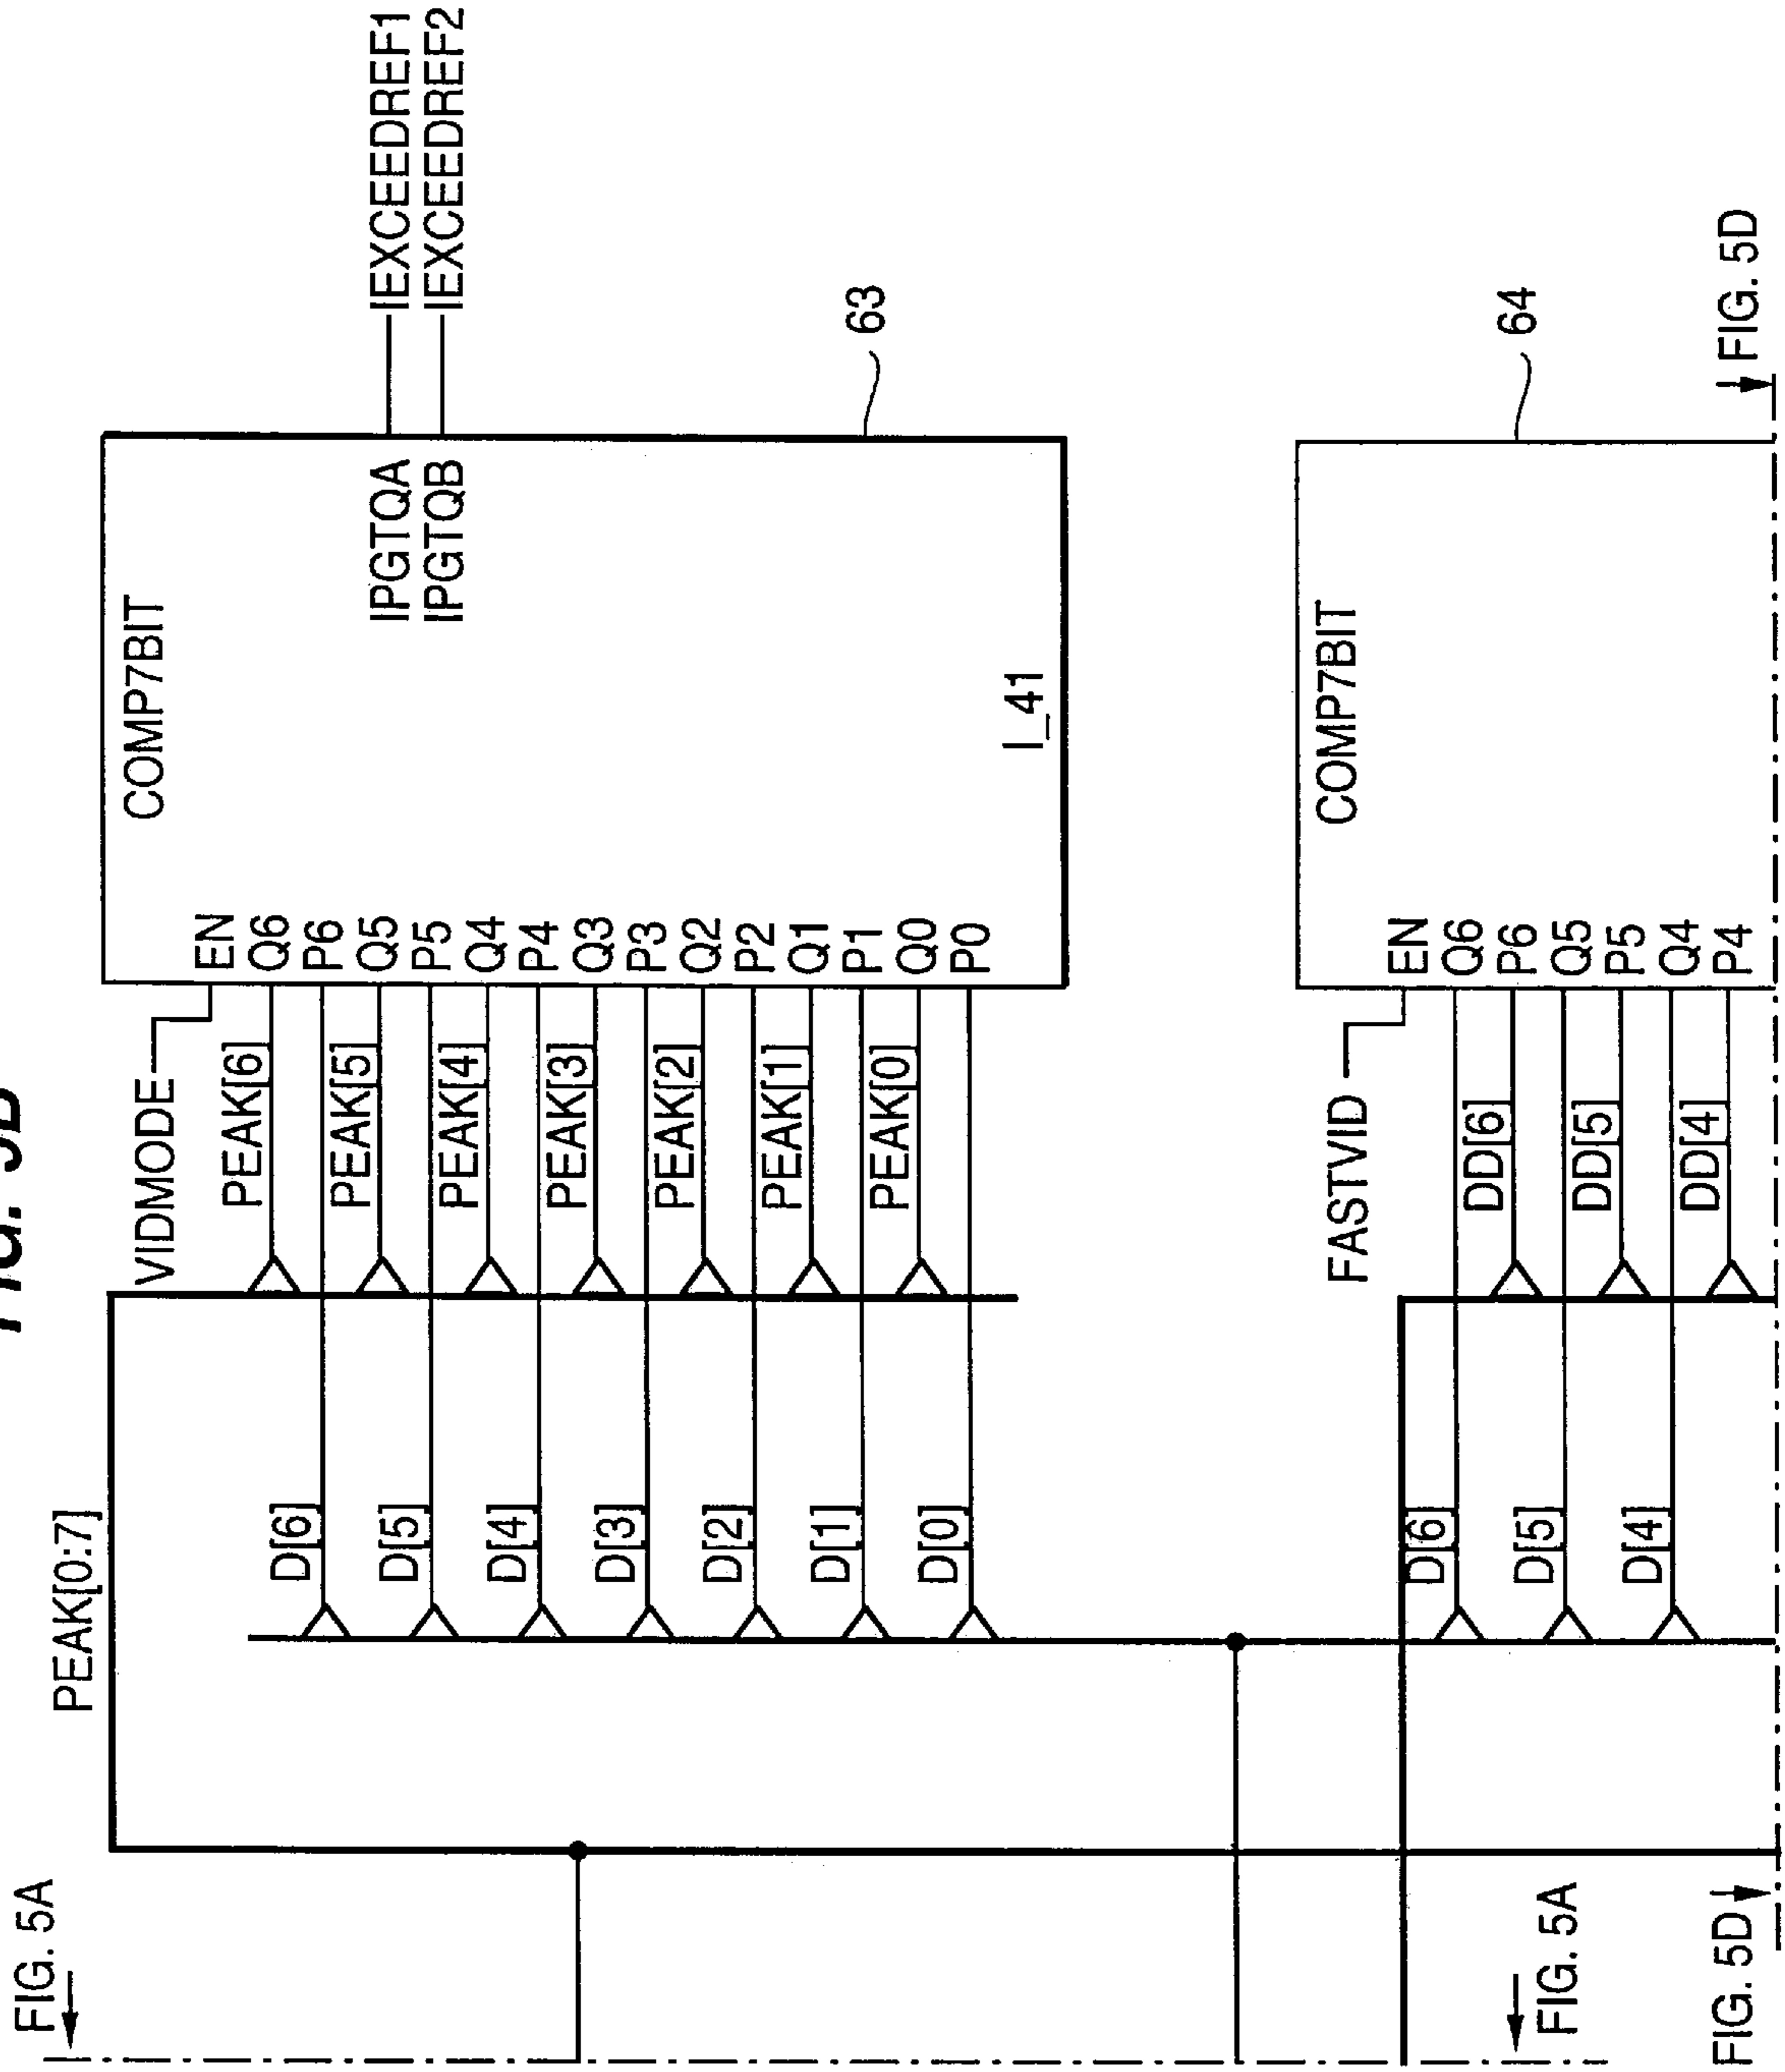 FIG. 5B
FIG. 5A
PEAK[0:7]
VIDMODE
COMP7BIT
EN
PEAK[6]
Q6
D[6]
P6
PEAK[5]
Q5
D[5]
P5
PEAK[4]
Q4
D[4]
P4
PEAK[3]
Q3
D[3]
P3
PEAK[2]
Q2
D[2]
P2
PEAK[1]
Q1
D[1]
P1
PEAK[0]
Q0
D[0]
P0
IPGTQA
IEXCEEDREF1
IPGTQB
IEXCEEDREF2
I_41
63
FASTVID
COMP7BIT
EN
D[6]
Q6
DD[6]
P6
D[5]
Q5
DD[5]
P5
D[4]
Q4
DD[4]
P4
64
FIG. 5A
FIG. 5D
FIG. 5D